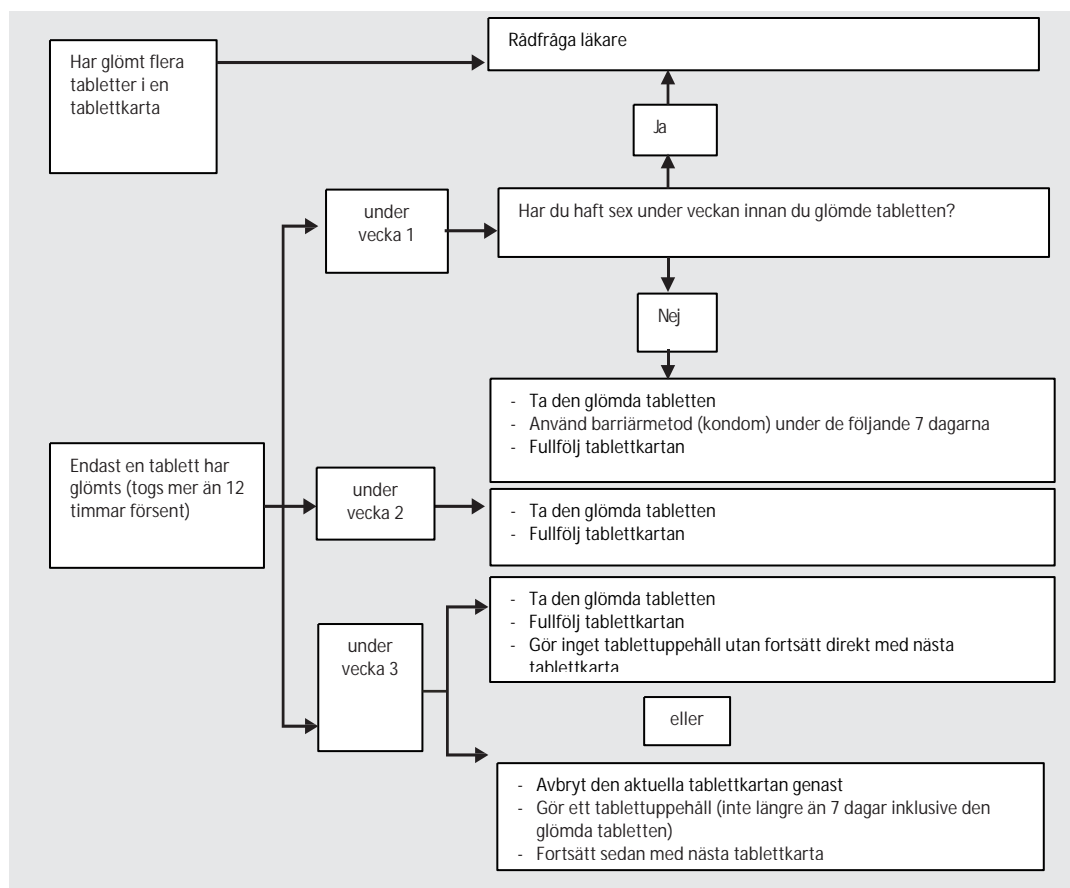 Rådfråga läkare
Har glömt flera
tabletter i en
tablettkarta
Ja
under
vecka 1
Har du haft sex under veckan innan du glömde tabletten?
Nej
- Ta den glömda tabletten
- Använd barriärmetod (kondom) under de följande 7 dagarna
- Fullfölj tablettkartan
Endast en tablett har
glömts (togs mer än 12
timmar försent)
under
vecka 2
- Ta den glömda tabletten
- Fullfölj tablettkartan
under
vecka 3
- Ta den glömda tabletten
- Fullfölj tablettkartan
- Gör inget tablettuppehåll utan fortsätt direkt med nästa
tablettkarta
eller
- Avbryt den aktuella tablettkartan genast
- Gör ett tablettuppehåll (inte längre än 7 dagar inklusive den
glömda tabletten)
- Fortsätt sedan med nästa tablettkarta